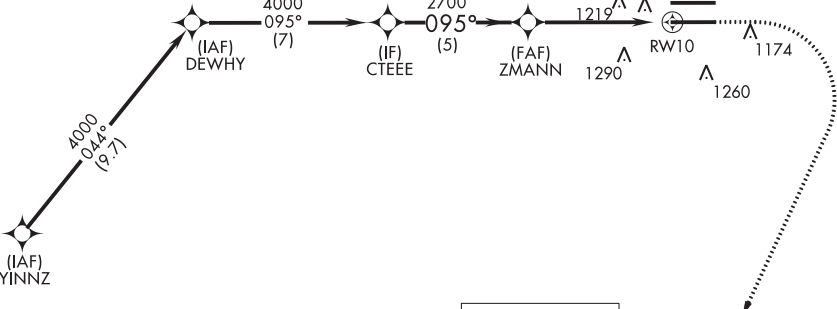 4000
095°
(7)
2700
095°
(5)
1219
(IAF)
DEWHY
(IF)
CTEEE
(FAF)
ZMANN
RW10
1174
1290
1260
4000
044°
(9.7)
(IAF)
YINNZ